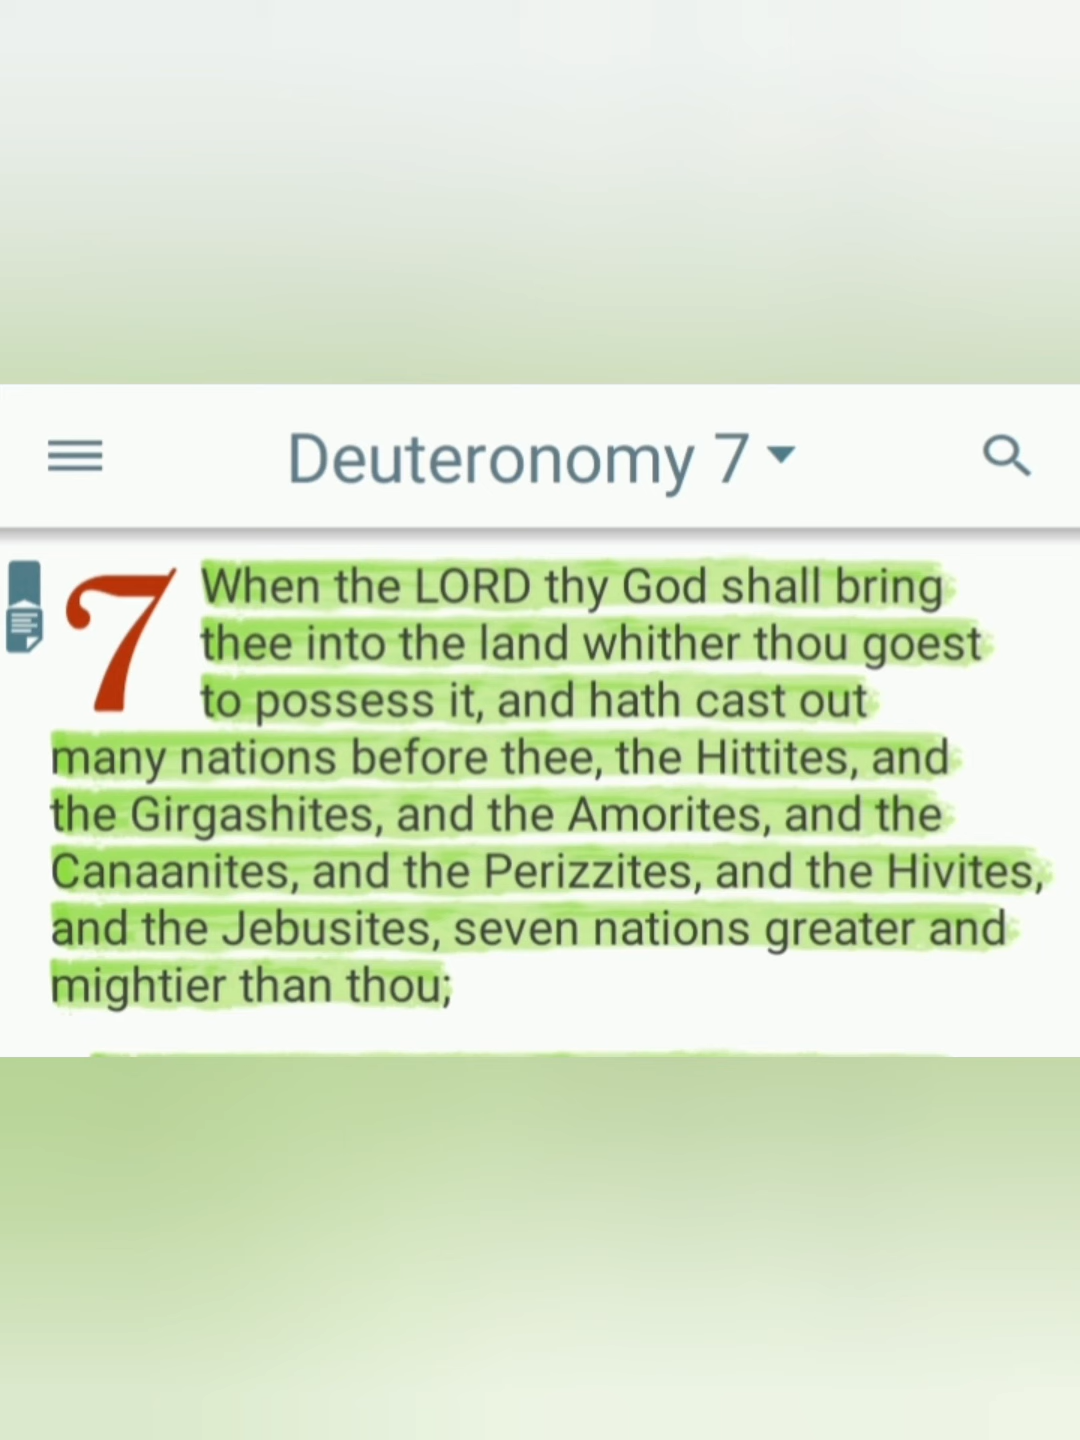 Deuteronomy 7
7 When the LORD thy God shall bring
thee into the land whither thou goest
to possess it, and hath cast out
many nations before thee, the Hittites, and
the Girgashites, and the Amorites, and the
Canaanites, and the Perizzites, and the Hivites,
and the Jebusites, seven nations greater and
mightier than thou;